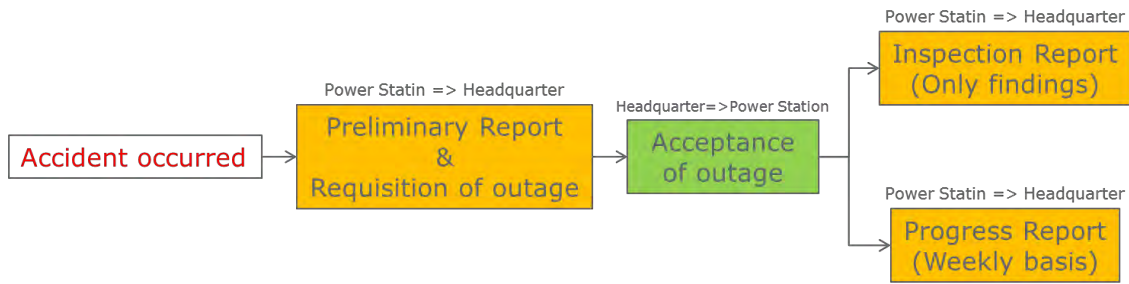 Accident occurred
Power Statin => Headquarter
Preliminary Report
&
Requisition of outage
Headquarter=>Power Station
Acceptance
of outage
Power Statin => Headquarter
Inspection Report
(Only findings)
Power Statin => Headquarter
Progress Report
(Weekly basis)